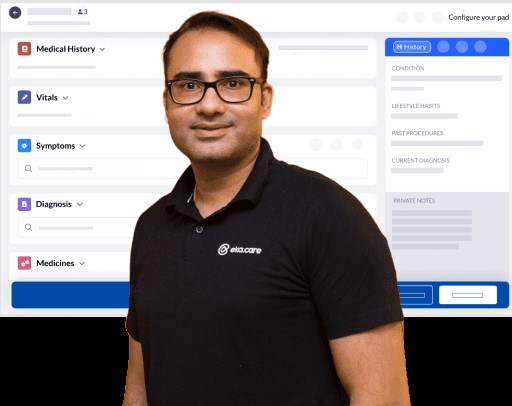 3
Configure your pad
Medical History
H History
CONDITION
Vitals
LIFESTYLE HABITS
PAST PROCEDURES
Symptoms
CURRENT DIAGNOSIS
Diagnosis
PRIVATE NOTES
eka.care
Medicines